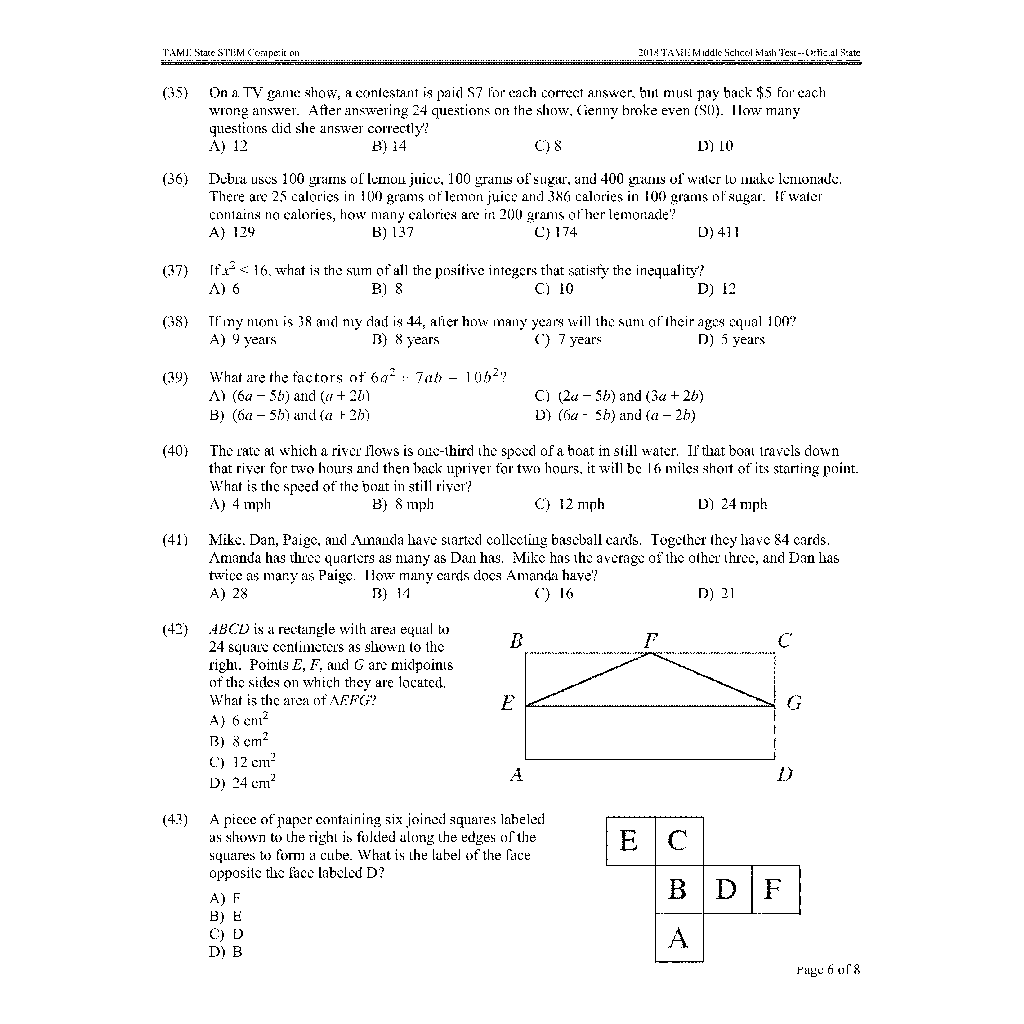 TAME State STEM Competition 2018 TAME Middle School Math Test--Official State
(35) On a TV game show, a contestant is paid $7 for each correct answer, but must pay back $5 for each
wrong answer. After answering 24 questions on the show, Genny broke even ($0). How many
questions did she answer correctly?
A) 12 B) 14 C) 8 D) 10
(36) Debra uses 100 grams of lemon juice, 100 grams of sugar, and 400 grams of water to make lemonade.
There are 25 calories in 100 grams of lemon juice and 386 calories in 100 grams of sugar. If water
contains no calories, how many calories are in 200 grams of her lemonade?
A) 129 B) 137 C) 174 D) 411
(37) If x² < 16, what is the sum of all the positive integers that satisfy the inequality?
A) 6 B) 8 C) 10 D) 12
(38) If my mom is 38 and my dad is 44, after how many years will the sum of their ages equal 100?
A) 9 years B) 8 years C) 7 years D) 5 years
(39) What are the factors of 6a² + 7ab − 10b²?
A) (6a − 5b) and (a + 2b) C) (2a − 5b) and (3a + 2b)
B) (6a − 5b) and (a + 2b) D) (6a − 5b) and (a − 2b)
(40) The rate at which a river flows is one-third the speed of a boat in still water. If that boat travels down
that river for two hours and then back upriver for two hours, it will be 16 miles short of its starting point.
What is the speed of the boat in still river?
A) 4 mph B) 8 mph C) 12 mph D) 24 mph
(41) Mike, Dan, Paige, and Amanda have started collecting baseball cards. Together they have 84 cards.
Amanda has three quarters as many as Dan has. Mike has the average of the other three, and Dan has
twice as many as Paige. How many cards does Amanda have?
A) 28 B) 14 C) 16 D) 21
(42) ABCD is a rectangle with area equal to
24 square centimeters as shown to the
right. Points E, F, and G are midpoints
of the sides on which they are located.
What is the area of ΔEFG?
A) 6 cm²
B) 8 cm²
C) 12 cm²
D) 24 cm²
B F C
E G
A D
(43) A piece of paper containing six joined squares labeled
as shown to the right is folded along the edges of the
squares to form a cube. What is the label of the face
opposite the face labeled D?
A) F
B) E
C) D
D) B
E C
B D F
A
Page 6 of 8